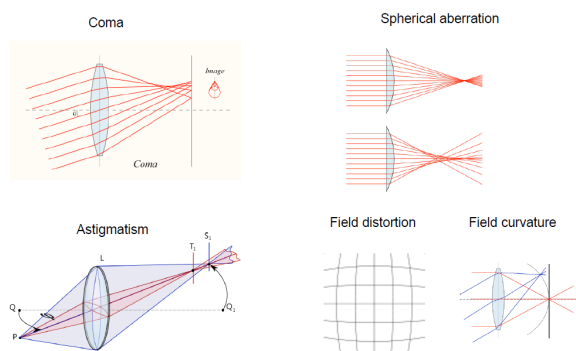 Coma
Spherical aberration
Image
Coma
Astigmatism
Field distortion
Field curvature
L
T1
S1
Q
P
Q1